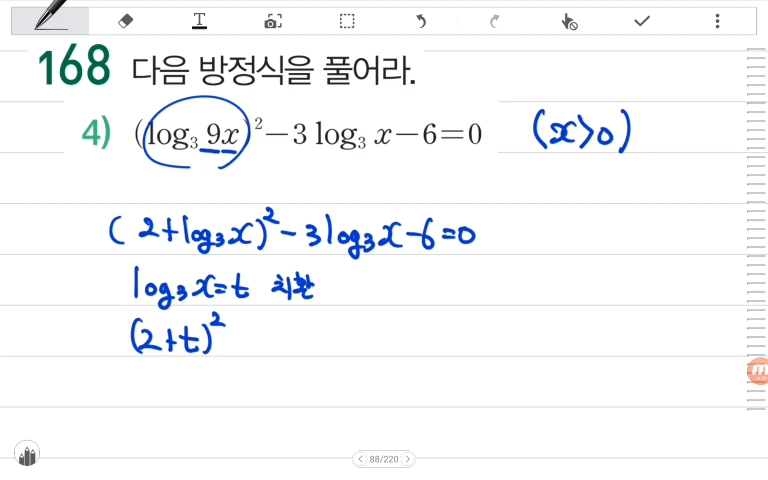 168 다음 방정식을 풀어라.
4) (log₃ 9x)² − 3 log₃ x − 6 = 0 (x>0)
(2+log₃x)² − 3log₃x − 6 = 0
log₃x = t 치환
(2+t)²
88/220